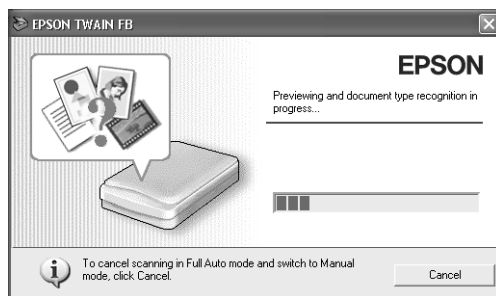 EPSON TWAIN FB
EPSON
Previewing and document type recognition in
progress...
To cancel scanning in Full Auto mode and switch to Manual
mode, click Cancel.
Cancel